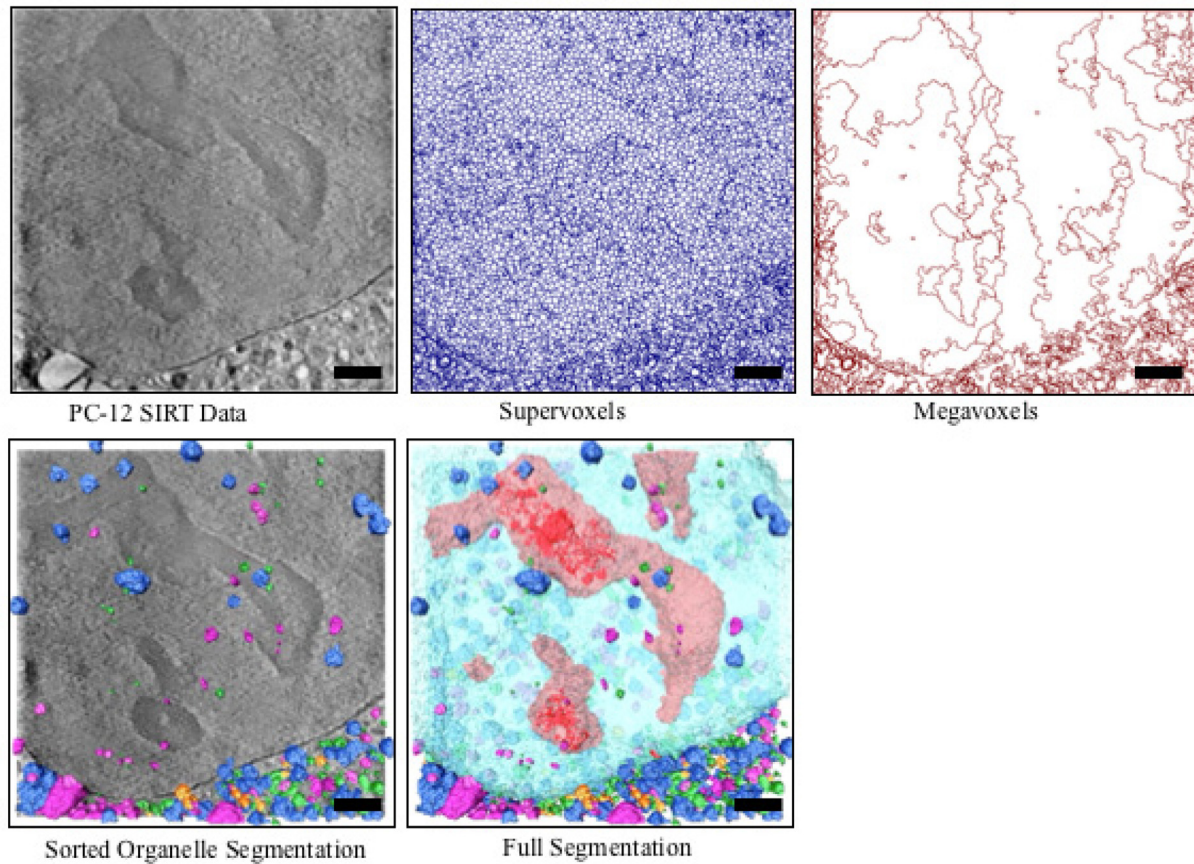 PC-12 SIRT Data
Supervoxels
Megavoxels
Sorted Organelle Segmentation
Full Segmentation